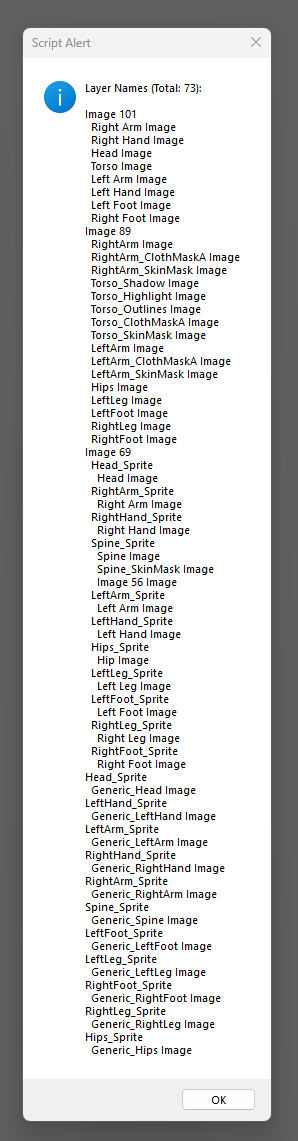 Script Alert
Layer Names (Total: 73):
Image 101
Right Arm Image
Right Hand Image
Head Image
Torso Image
Left Arm Image
Left Hand Image
Left Foot Image
Right Foot Image
Image 89
RightArm Image
RightArm_ClothMaskA Image
RightArm_SkinMask Image
Torso_Shadow Image
Torso_Highlight Image
Torso_Outlines Image
Torso_ClothMaskA Image
Torso_SkinMask Image
LeftArm Image
LeftArm_ClothMaskA Image
LeftArm_SkinMask Image
Hips Image
LeftLeg Image
LeftFoot Image
RightLeg Image
RightFoot Image
Image 69
Head_Sprite
Head Image
RightArm_Sprite
Right Arm Image
RightHand_Sprite
Right Hand Image
Spine_Sprite
Spine Image
Spine_SkinMask Image
Image 56 Image
LeftArm_Sprite
Left Arm Image
LeftHand_Sprite
Left Hand Image
Hips_Sprite
Hip Image
LeftLeg_Sprite
Left Leg Image
LeftFoot_Sprite
Left Foot Image
RightLeg_Sprite
Right Leg Image
RightFoot_Sprite
Right Foot Image
Head_Sprite
Generic_Head Image
LeftHand_Sprite
Generic_LeftHand Image
LeftArm_Sprite
Generic_LeftArm Image
RightHand_Sprite
Generic_RightHand Image
RightArm_Sprite
Generic_RightArm Image
Spine_Sprite
Generic_Spine Image
LeftFoot_Sprite
Generic_LeftFoot Image
LeftLeg_Sprite
Generic_LeftLeg Image
RightFoot_Sprite
Generic_RightFoot Image
RightLeg_Sprite
Generic_RightLeg Image
Hips_Sprite
Generic_Hips Image
OK